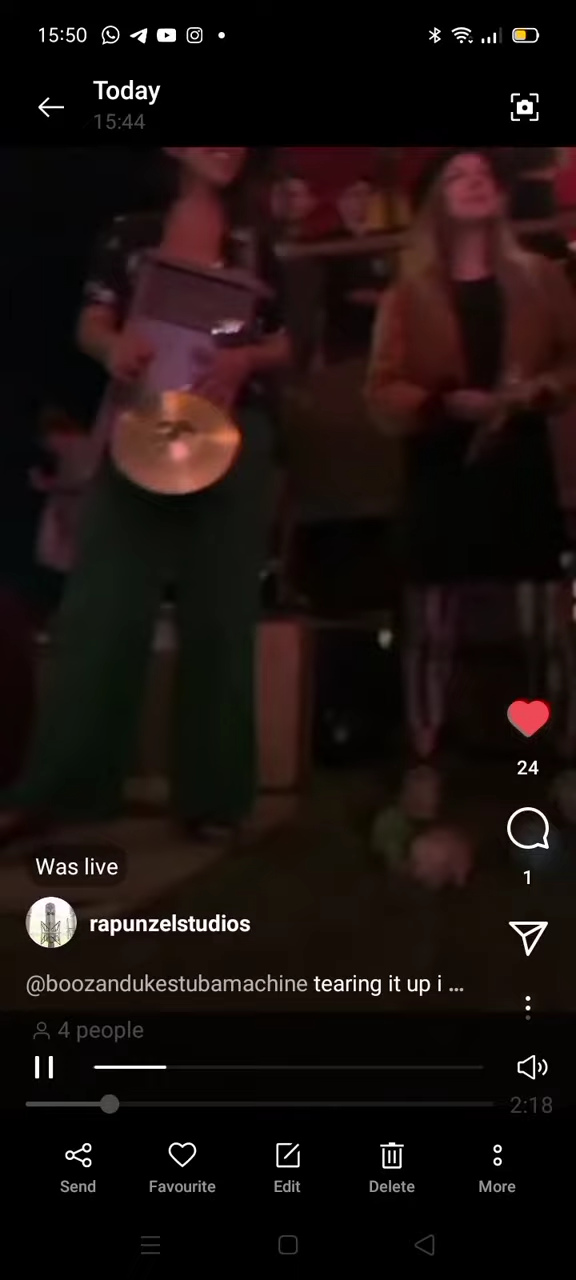 15:50
Today
15:44
24
1
Was live
rapunzelstudios
@boozandukestubamachine tearing it up i ...
4 people
2:18
Send
Favourite
Edit
Delete
More